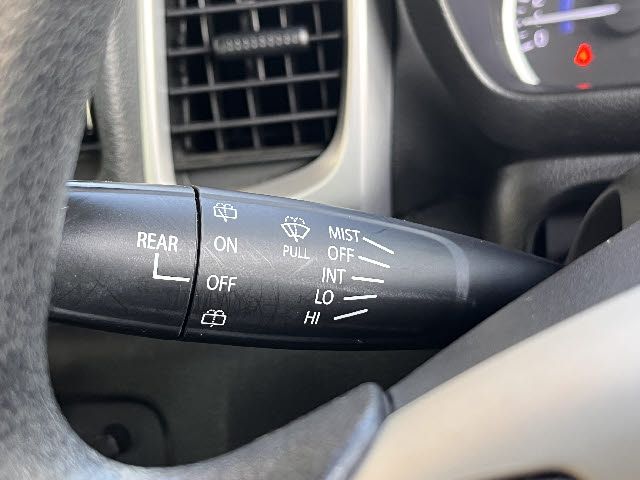 REAR
ON
OFF
PULL
MIST
OFF
INT
LO
HI